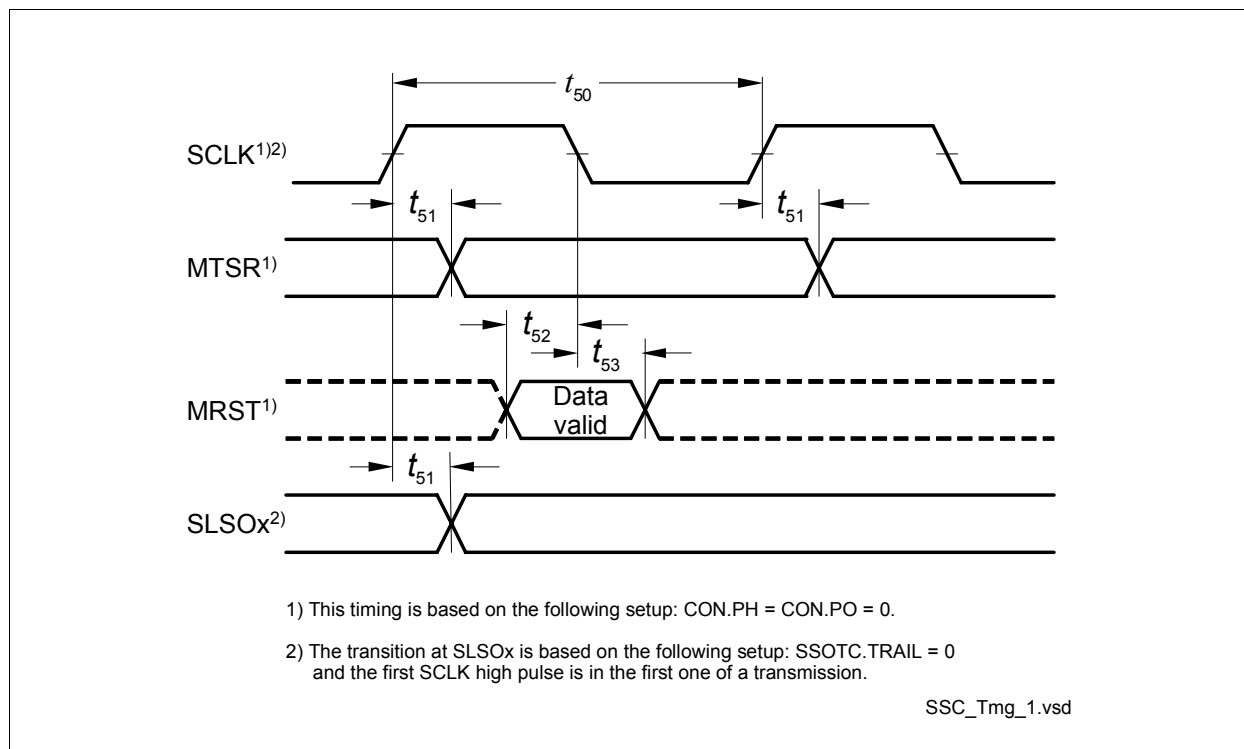 t50
SCLK1)2)
t51
t51
MTSR1)
t52
t53
MRST1)
Data
valid
t51
SLSOx2)
1) This timing is based on the following setup: CON.PH = CON.PO = 0.
2) The transition at SLSOx is based on the following setup: SSOTC.TRAIL = 0
and the first SCLK high pulse is in the first one of a transmission.
SSC_Tmg_1.vsd